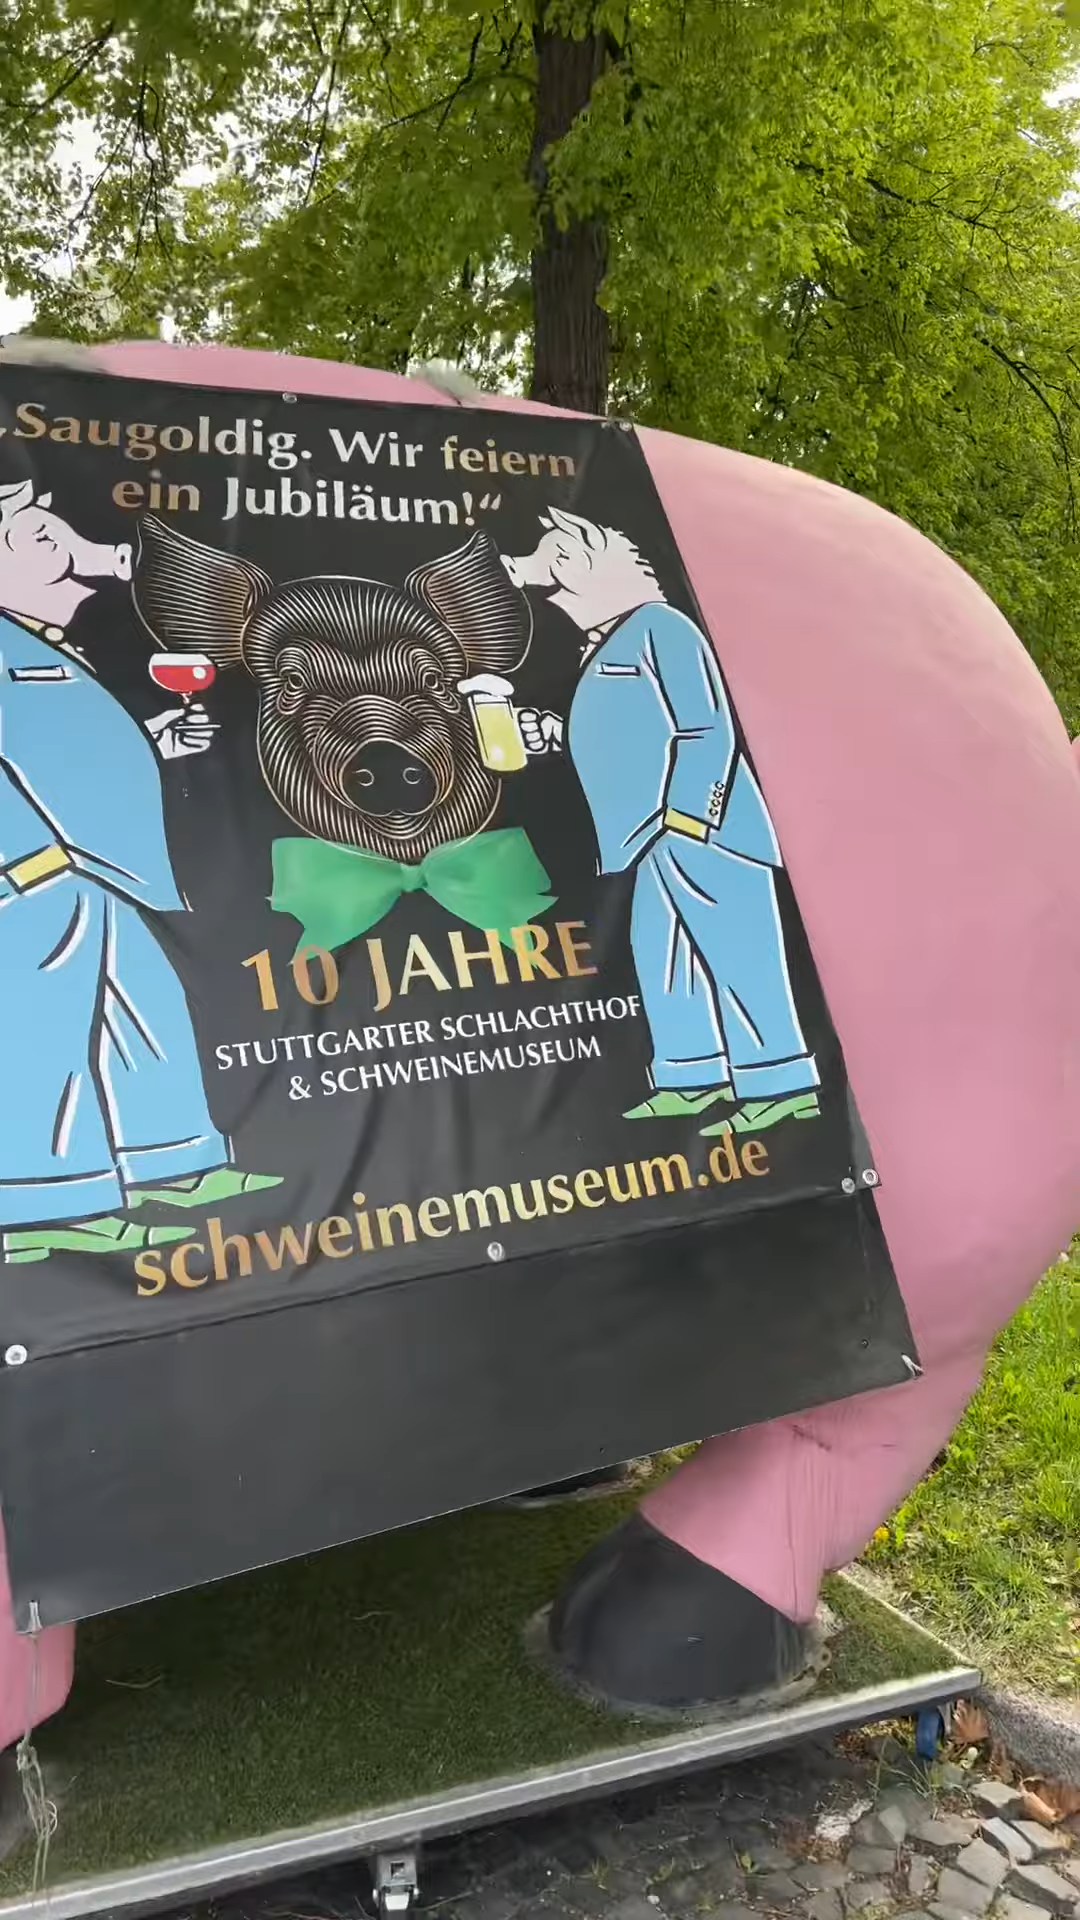 „Saugoldig. Wir feiern
ein Jubiläum!“
10 JAHRE
STUTTGARTER SCHLACHTHOF
& SCHWEINEMUSEUM
schweinemuseum.de